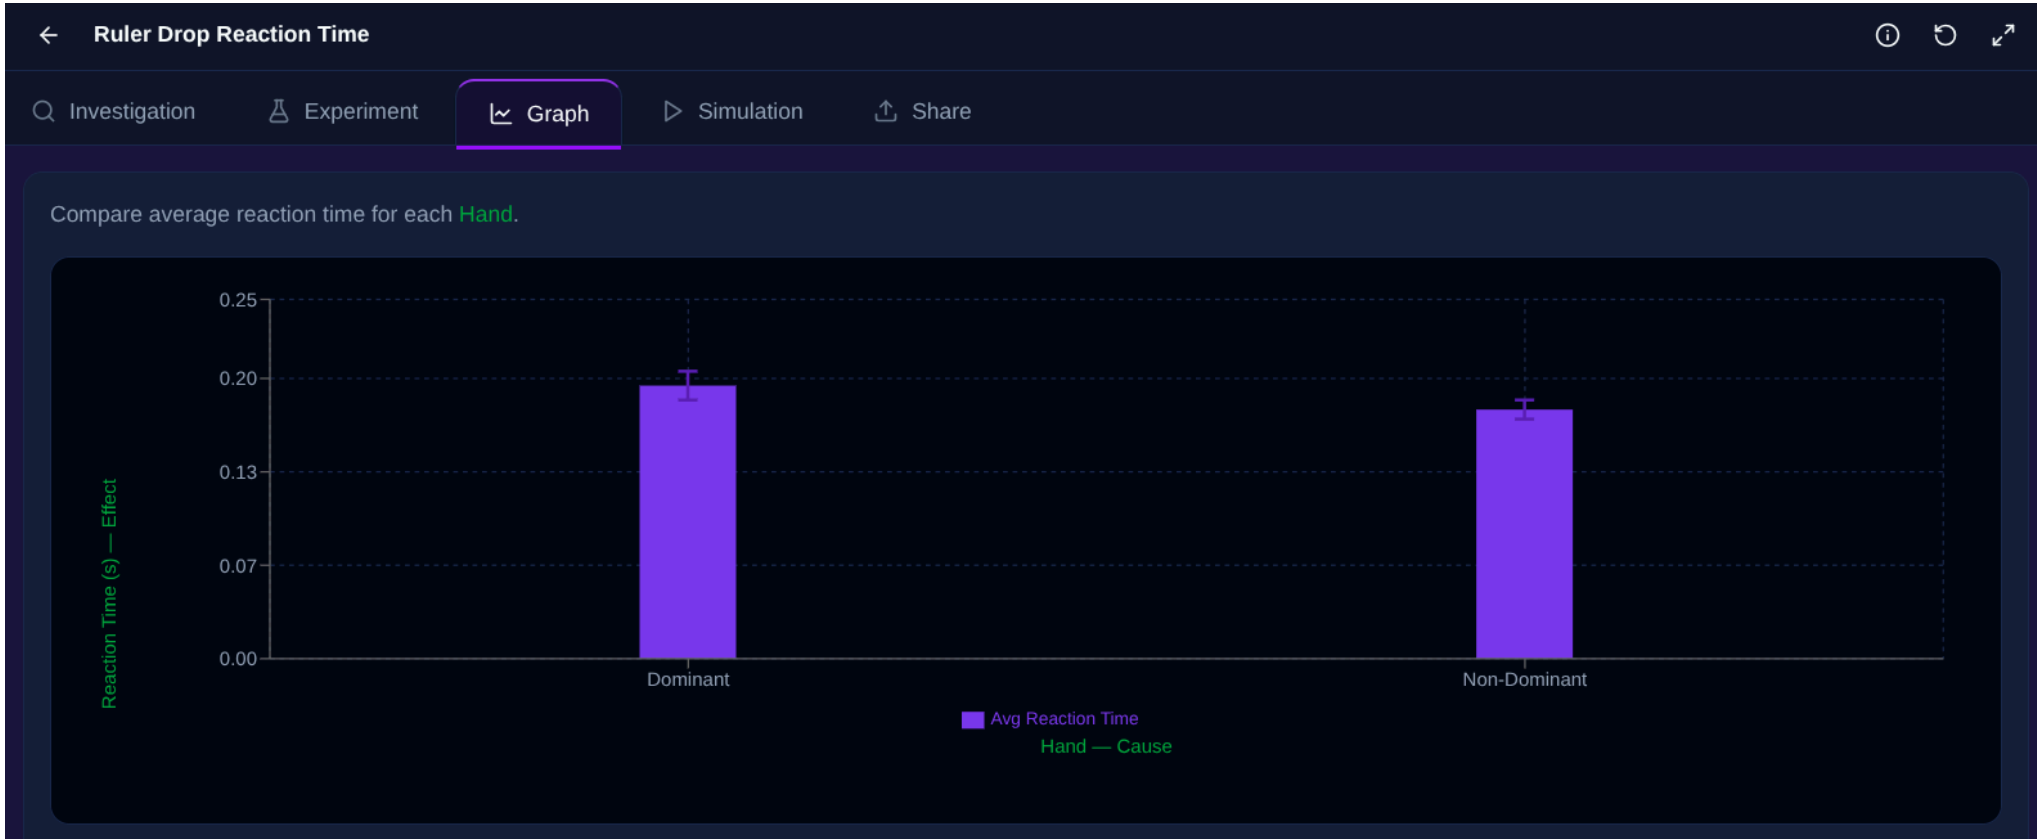 Ruler Drop Reaction Time
Investigation
Experiment
Graph
Simulation
Share
Compare average reaction time for each Hand.
0.25
0.20
0.13
0.07
0.00
Reaction Time (s) — Effect
Dominant
Non-Dominant
Avg Reaction Time
Hand — Cause